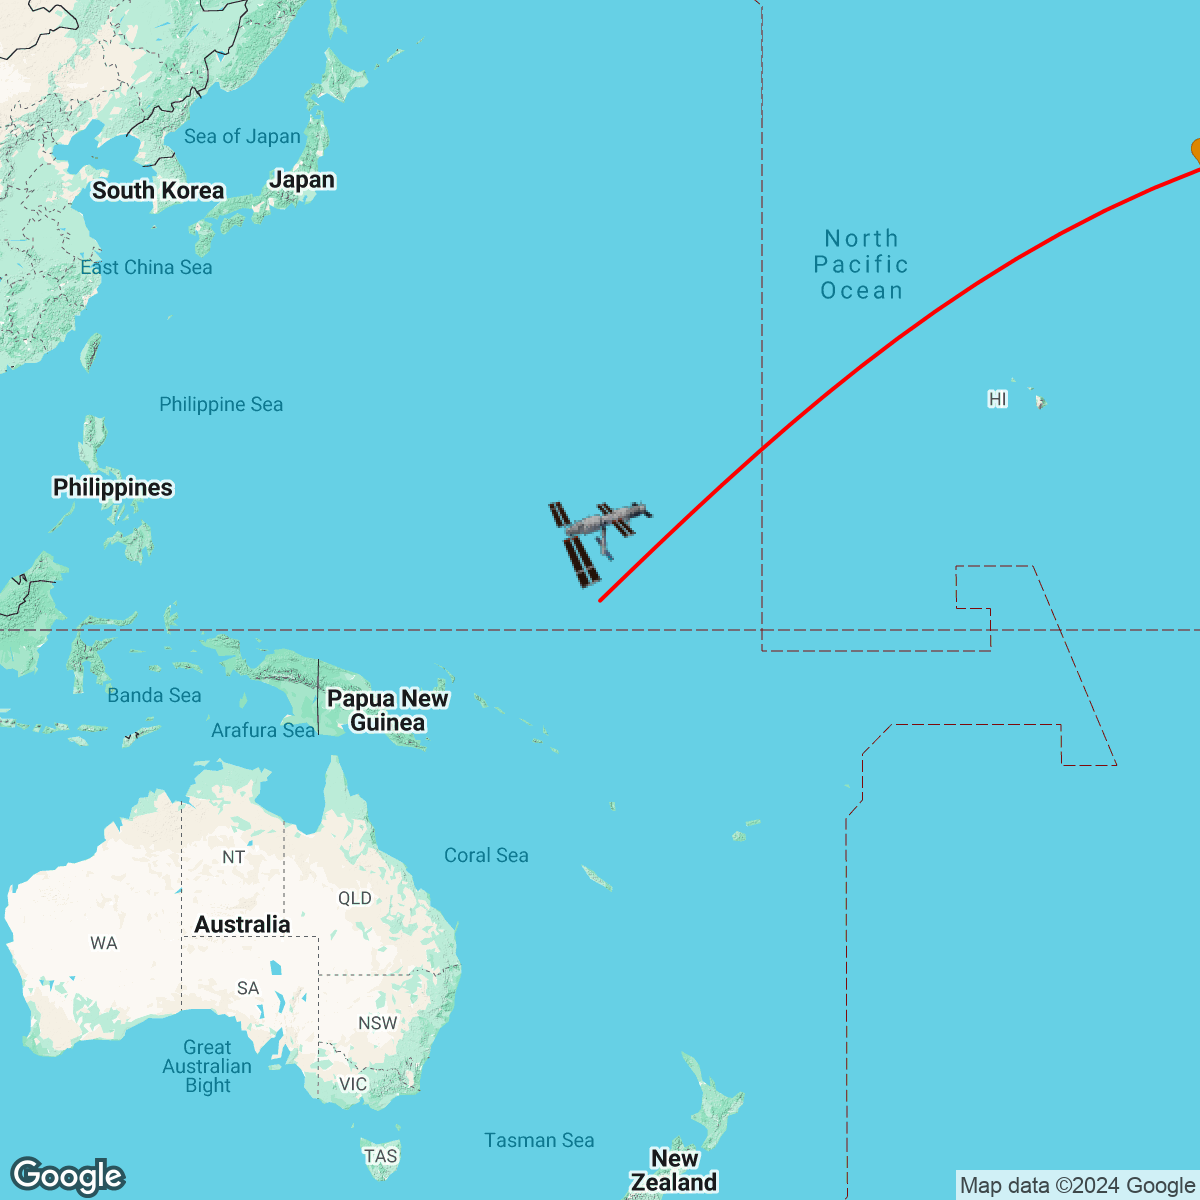 Sea of Japan
Japan
South Korea
North
Pacific
Ocean
East China Sea
HI
Philippine Sea
Philippines
Banda Sea
Papua New
Guinea
Arafura Sea
NT
Coral Sea
QLD
Australia
WA
SA
NSW
Great
Australian
Bight
VIC
Tasman Sea
TAS
New
Zealand
Google
Map data ©2024 Google